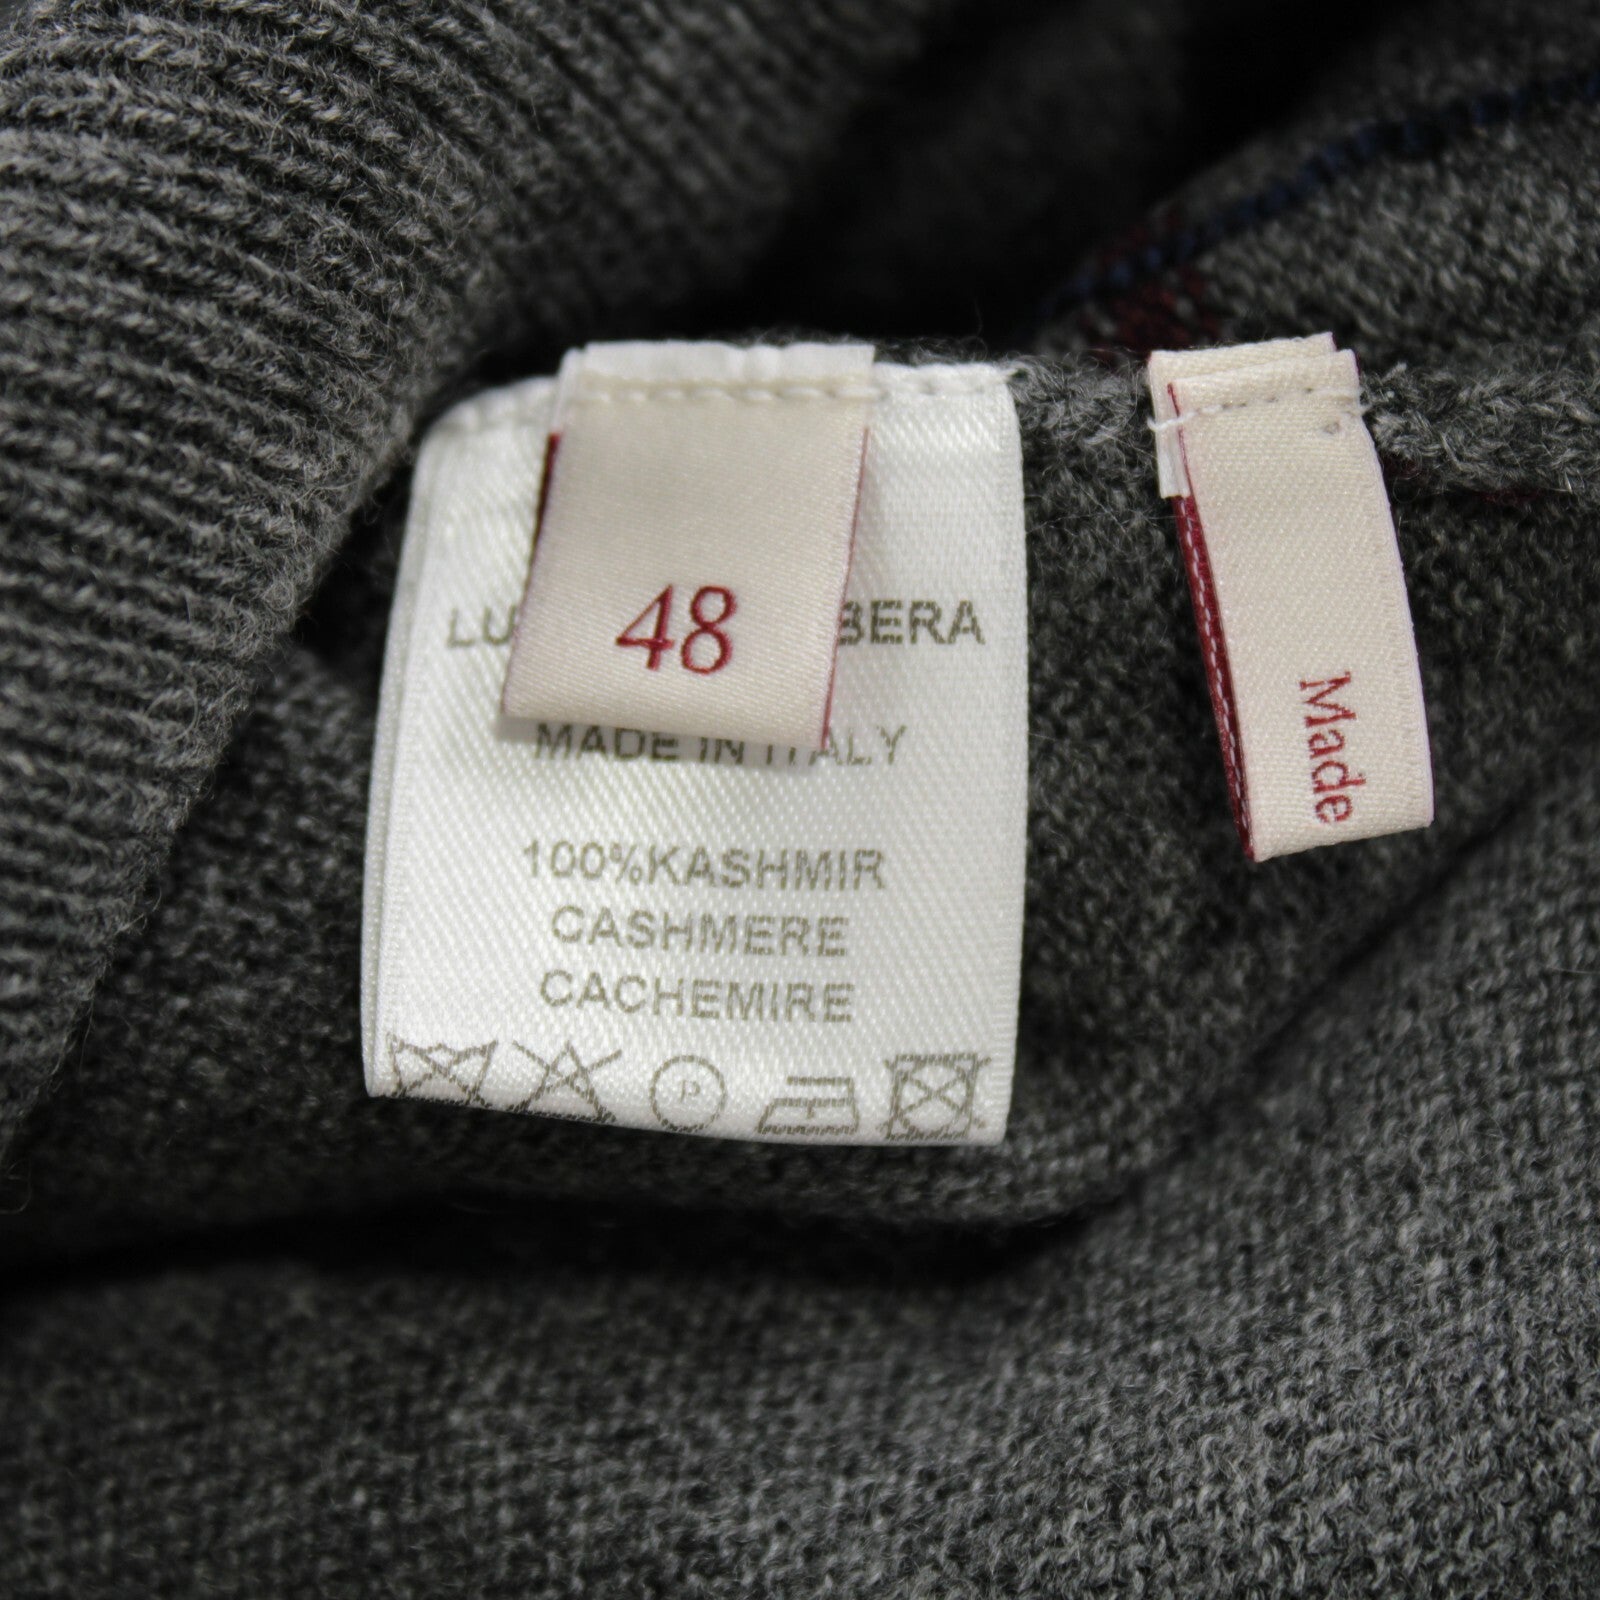 48
MADE IN ITALY
100%KASHMIR
CASHMERE
CACHEMIRE
P
Made